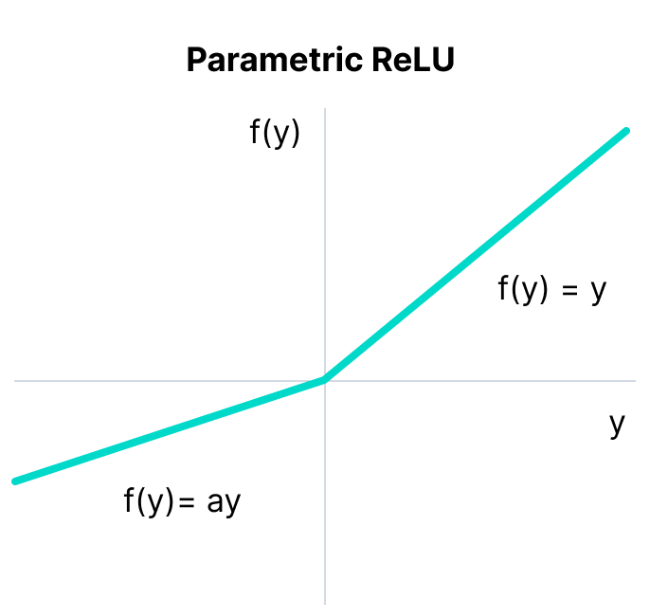 Parametric ReLU
f(y)
f(y) = y
y
f(y)= ay